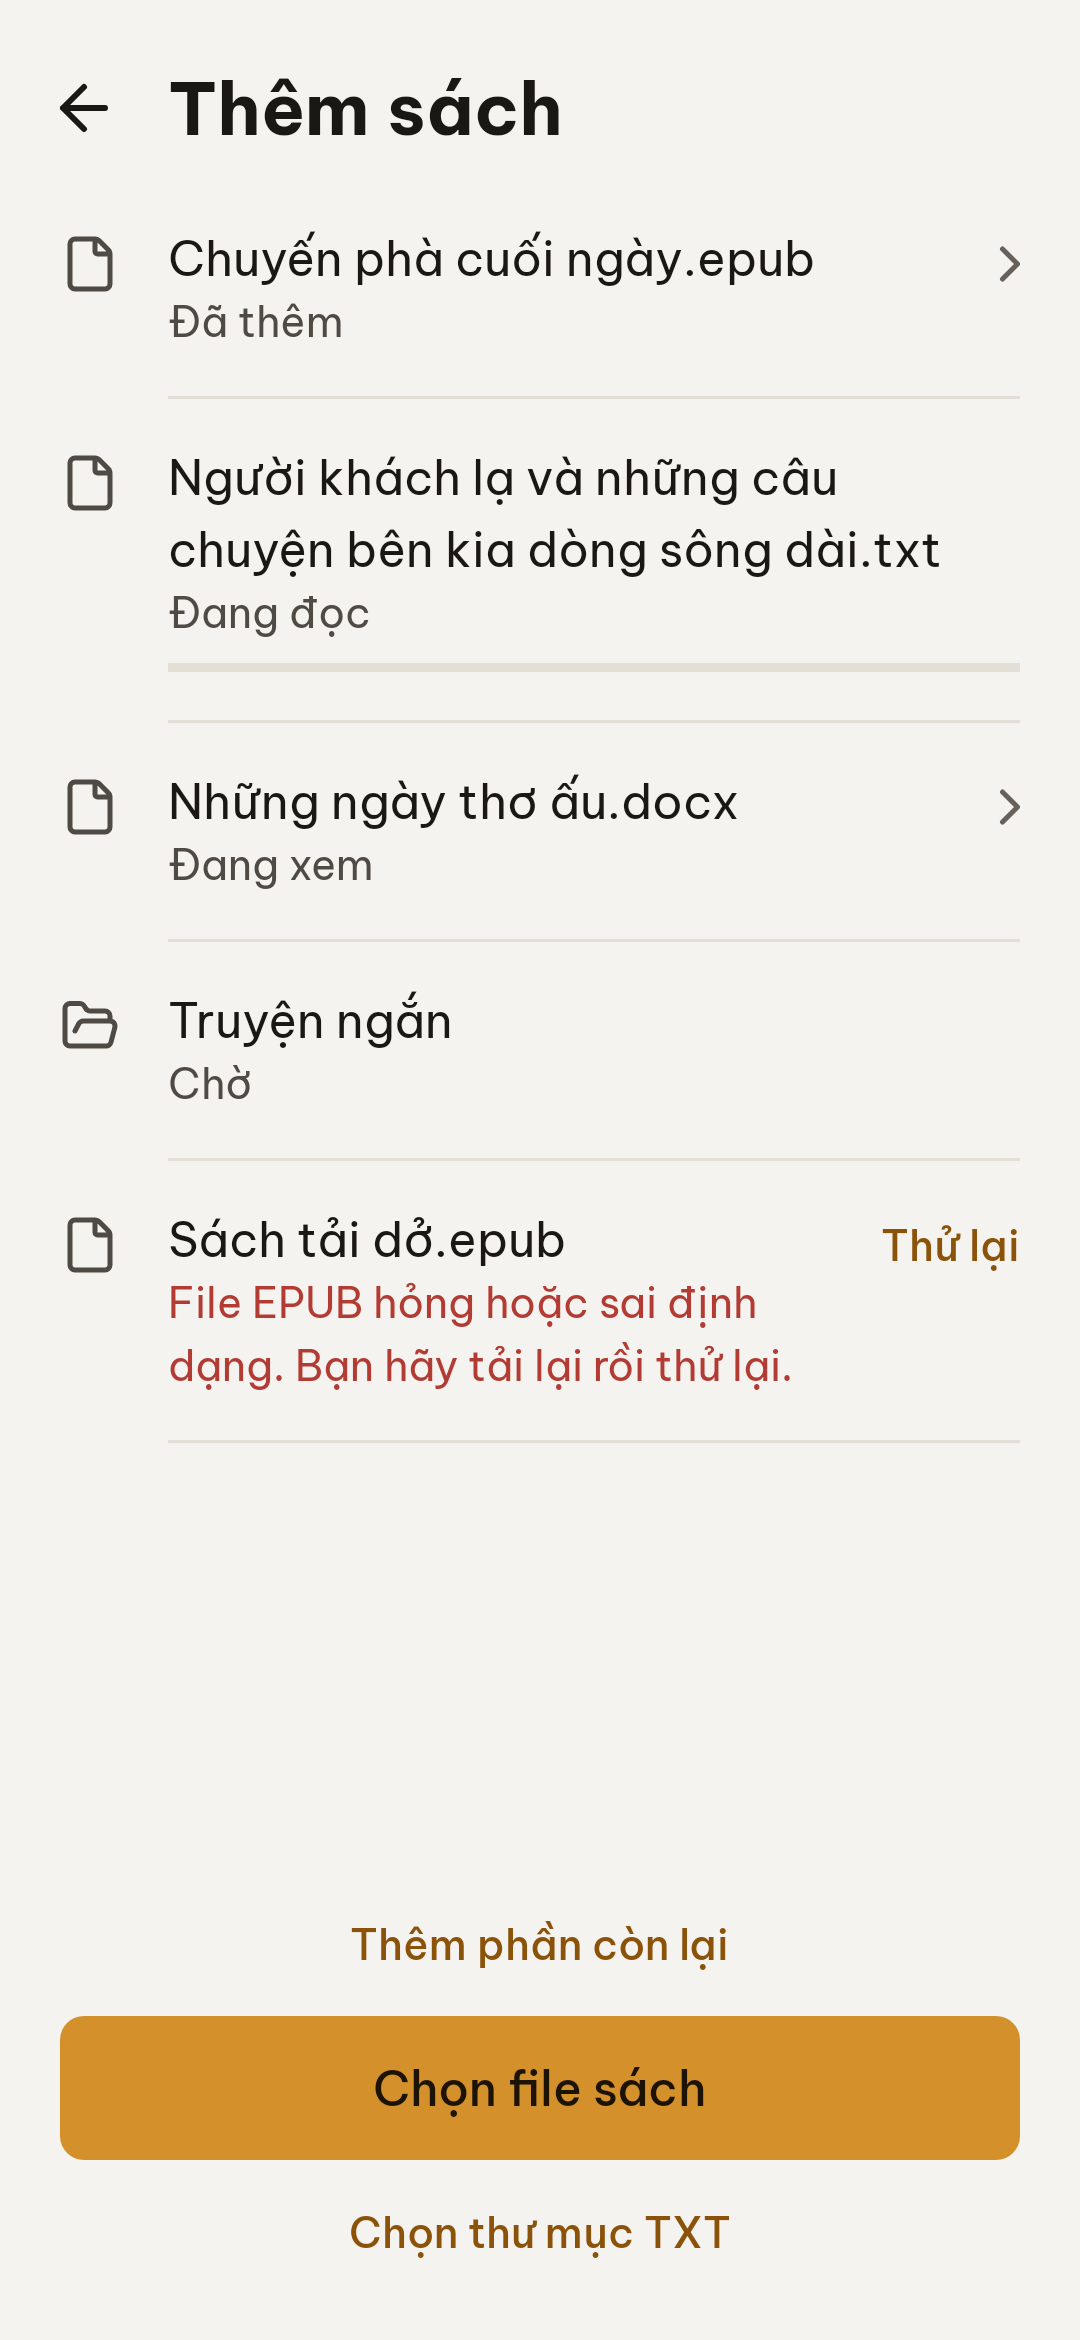 Thêm sách
Chuyến phà cuối ngày.epub
Đã thêm
Người khách lạ và những câu
chuyện bên kia dòng sông dài.txt
Đang đọc
Những ngày thơ ấu.docx
Đang xem
Truyện ngắn
Chờ
Sách tải dở.epub
Thử lại
File EPUB hỏng hoặc sai định
dạng. Bạn hãy tải lại rồi thử lại.
Thêm phần còn lại
Chọn file sách
Chọn thư mục TXT